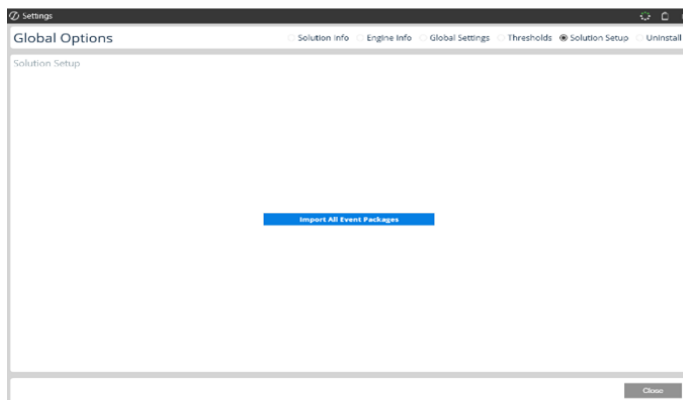 Settings
Global Options
Solution Info Engine Info Global Settings Thresholds Solution Setup Uninstall
Solution Setup
Import All Event Packages
Close